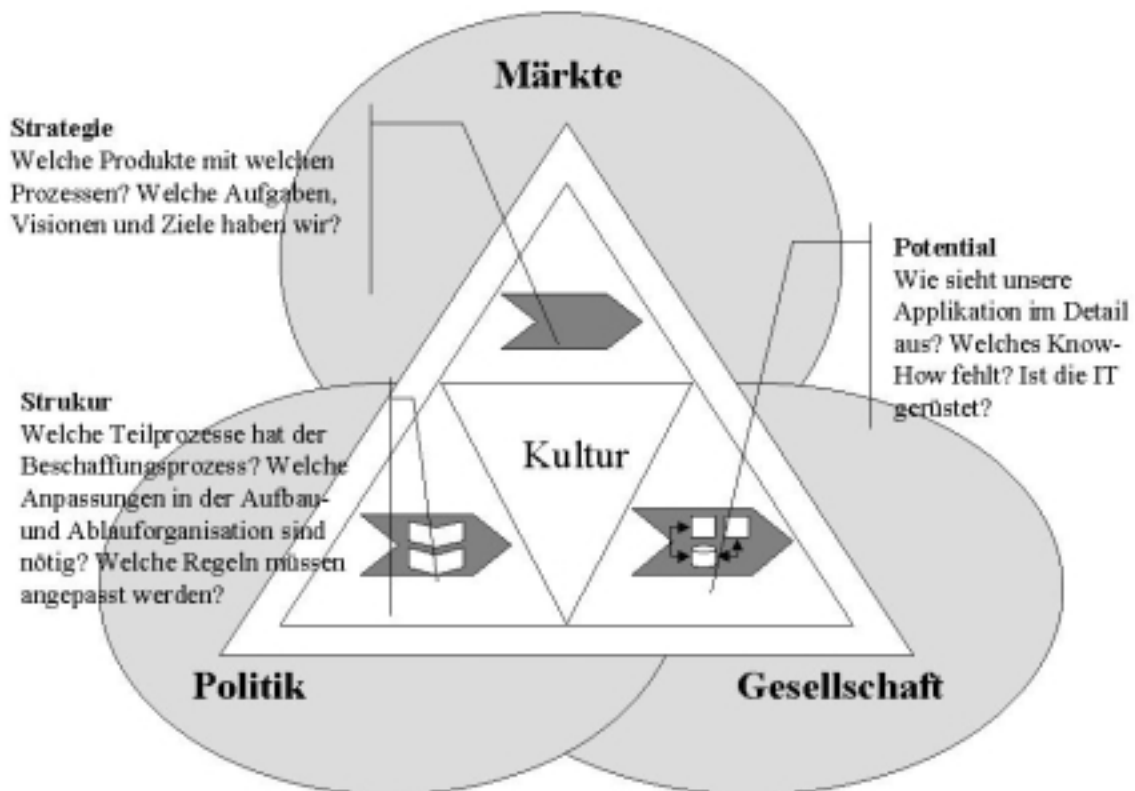 Märkte
Strategie
Welche Produkte mit welchen
Prozessen? Welche Aufgaben,
Visionen und Ziele haben wir?
Potential
Wie sieht unsere
Applikation im Detail
aus? Welches Know-
How fehlt? Ist die IT
gerüstet?
Strukur
Welche Teilprozesse hat der
Beschaffungsprozess? Welche
Anpassungen in der Aufbau-
und Ablauforganisation sind
nötig? Welche Regeln müssen
angepasst werden?
Kultur
Politik
Gesellschaft